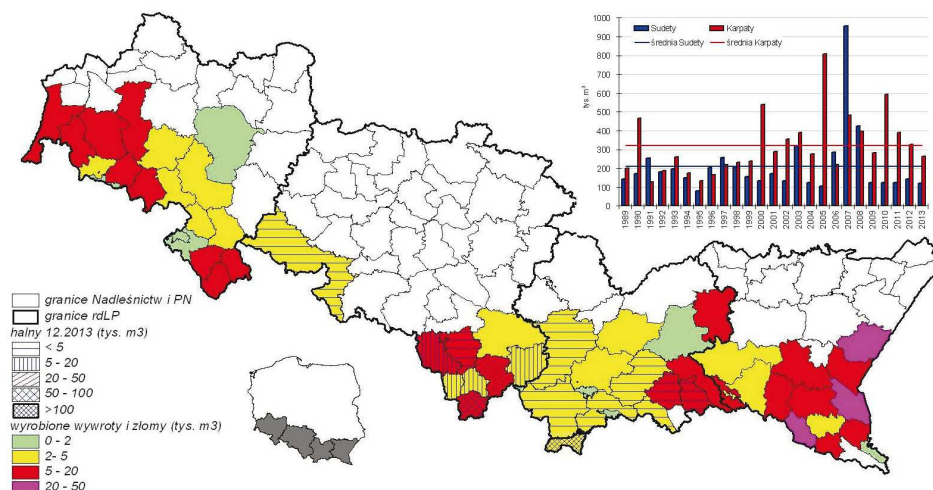 1000
900
800
700
600
500
400
300
200
100
0
tys. m³
Sudety
Karpaty
średnia Sudety
średnia Karpaty
1989
1990
1991
1992
1993
1994
1995
1996
1997
1998
1999
2000
2001
2002
2003
2004
2005
2006
2007
2008
2009
2010
2011
2012
2013
granice Nadleśnictw i PN
granice rdLP
halny 12.2013 (tys. m3)
< 5
5 - 20
20 - 50
50 - 100
>100
wyrobione wywroty i złomy (tys. m3)
0 - 2
2- 5
5 - 20
20 - 50